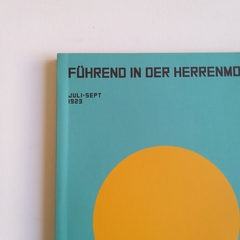 FÜHREND IN DER HERRENMO
JULI-SEPT
1923